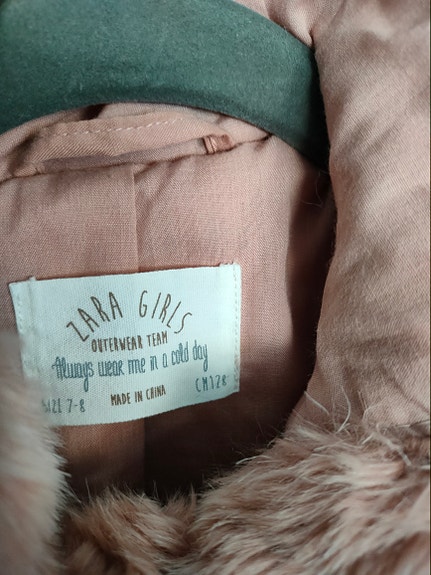 ZARA GIRLS
OUTERWEAR TEAM
Always wear me in a cold day
SIZE 7-8 CM 128
MADE IN CHINA